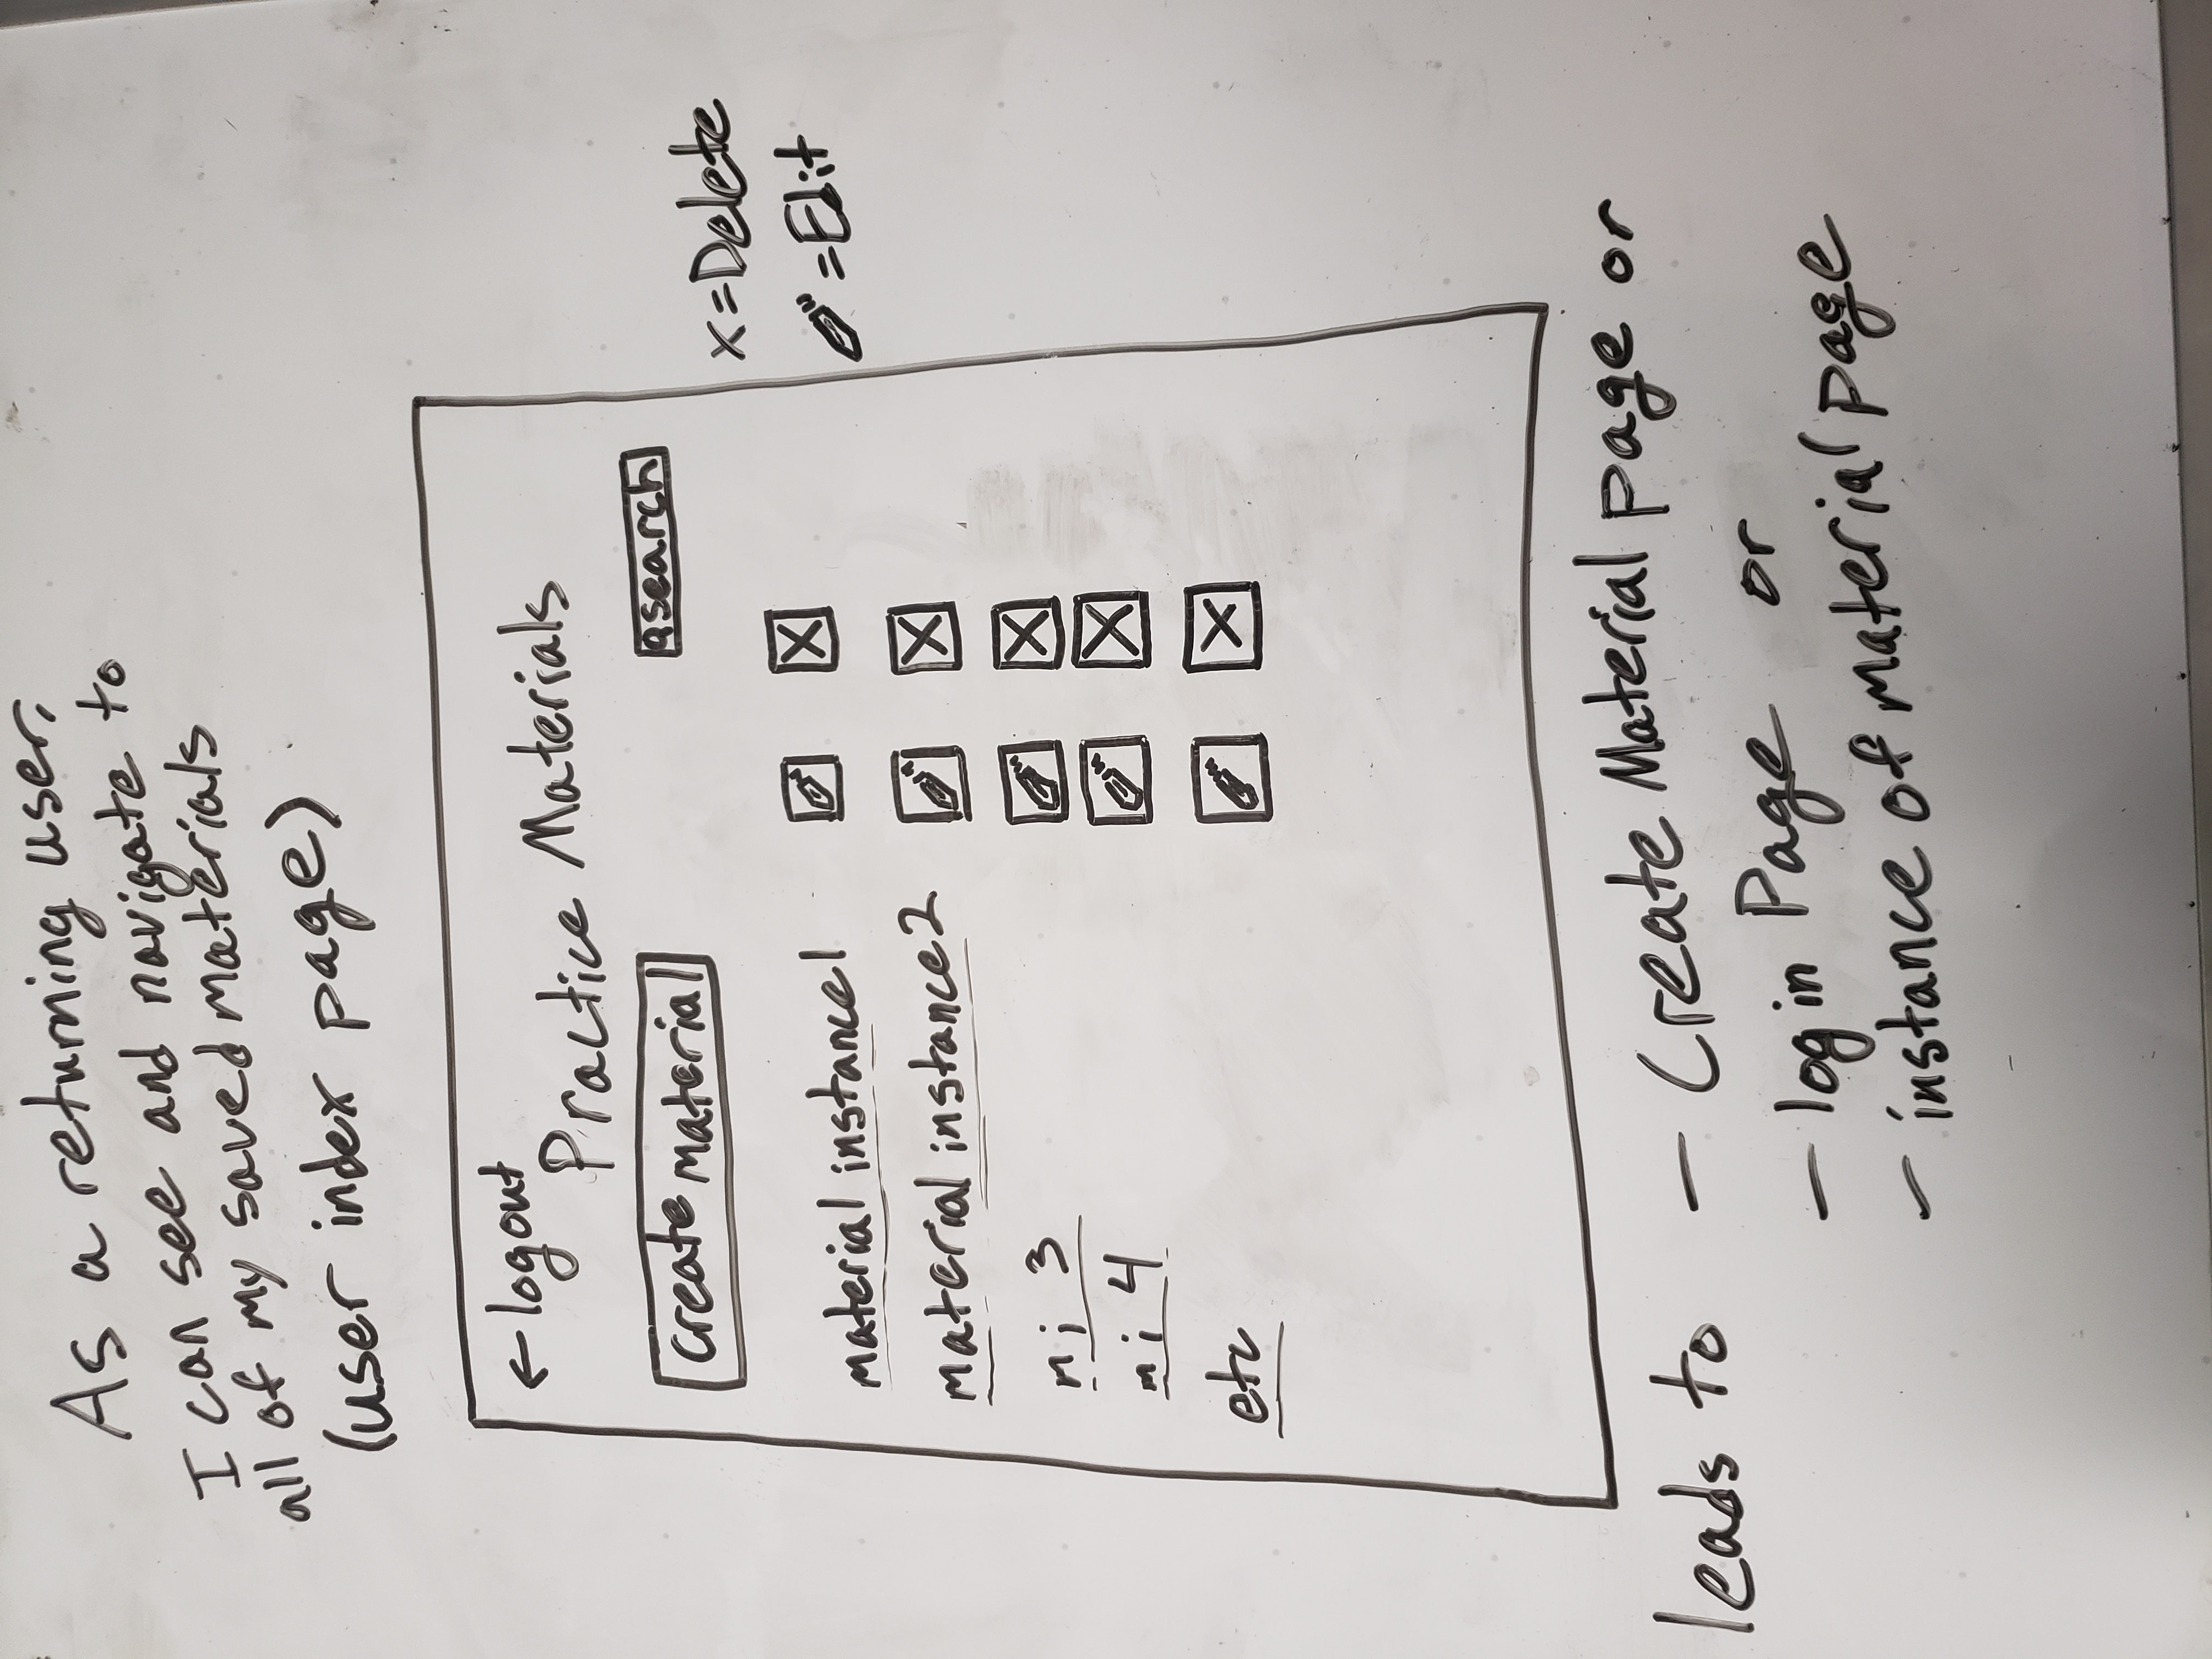 As a returning user,
I can see and navigate to
all of my saved materials
(user index page)
← logout
Practice Materials
create material
search
x=Delete
=Edit
material instance1
material instance2
mi 3
mi 4
etc
leads to – Create Material page or
– login Page or
– instance of material page